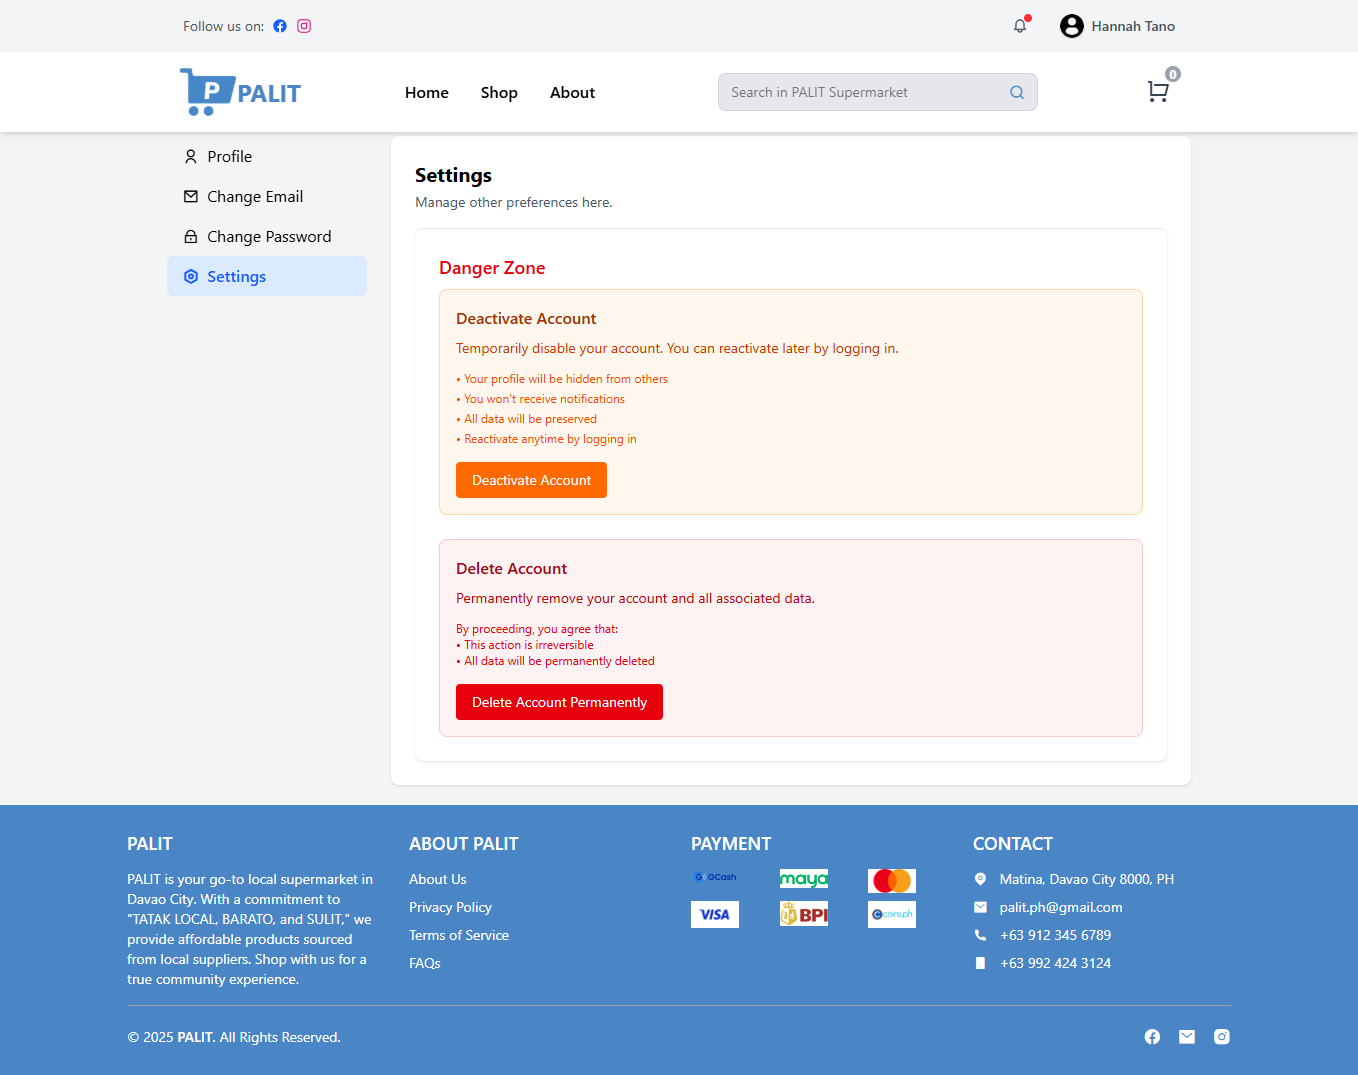 Follow us on:
Hannah Tano
P PALIT
Home
Shop
About
Search in PALIT Supermarket
0
Profile
Change Email
Change Password
Settings
Settings
Manage other preferences here.
Danger Zone
Deactivate Account
Temporarily disable your account. You can reactivate later by logging in.
• Your profile will be hidden from others
• You won't receive notifications
• All data will be preserved
• Reactivate anytime by logging in
Deactivate Account
Delete Account
Permanently remove your account and all associated data.
By proceeding, you agree that:
• This action is irreversible
• All data will be permanently deleted
Delete Account Permanently
PALIT
PALIT is your go-to local supermarket in
Davao City. With a commitment to
"TATAK LOCAL, BARATO, and SULIT," we
provide affordable products sourced
from local suppliers. Shop with us for a
true community experience.
ABOUT PALIT
About Us
Privacy Policy
Terms of Service
FAQs
PAYMENT
GCash
maya
VISA
BPI
coins.ph
CONTACT
Matina, Davao City 8000, PH
palit.ph@gmail.com
+63 912 345 6789
+63 992 424 3124
© 2025 PALIT. All Rights Reserved.